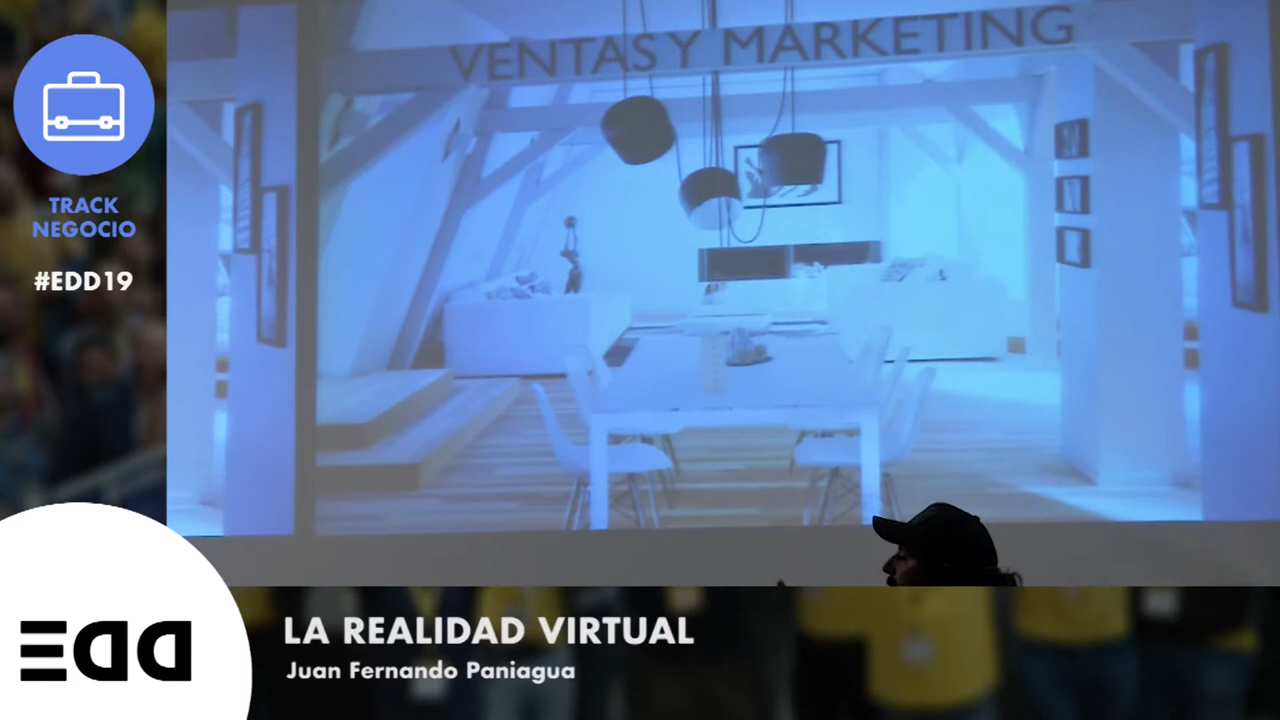 VENTAS Y MARKETING
TRACK
NEGOCIO
#EDD19
EDD
LA REALIDAD VIRTUAL
Juan Fernando Paniagua